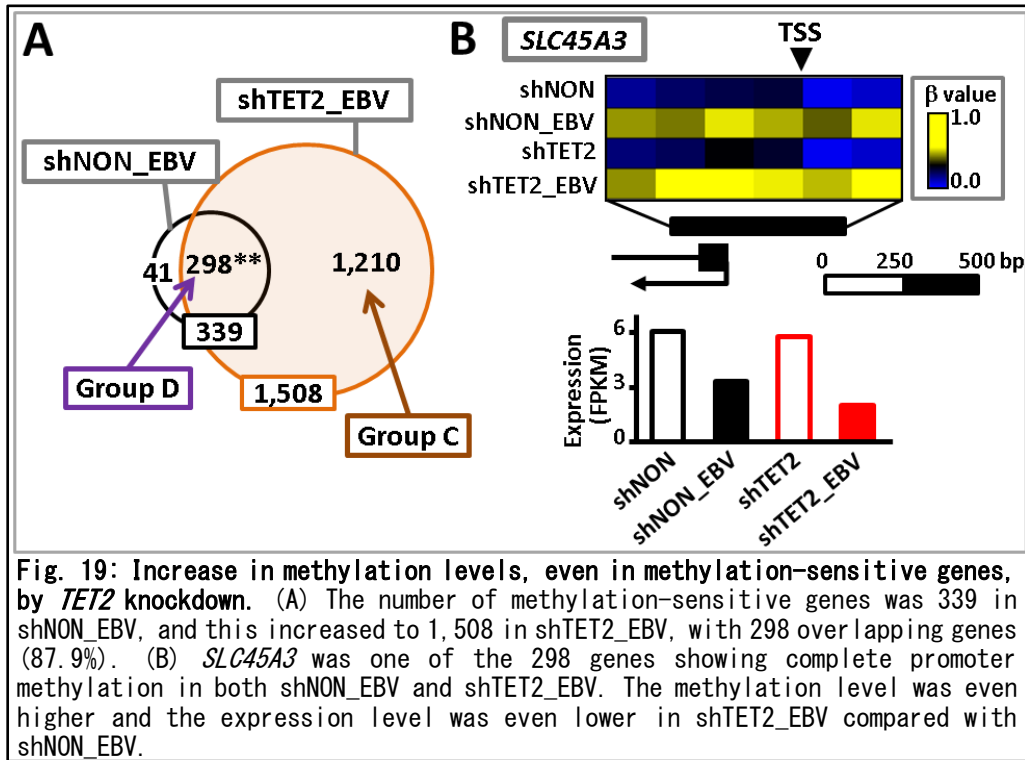 A
shTET2_EBV
shNON_EBV
41
298**
1,210
339
Group D
1,508
Group C
B
SLC45A3
TSS
shNON
shNON_EBV
shTET2
shTET2_EBV
β value
1.0
0.0
0 250 500 bp
Expression
(FPKM)
6
3
0
shNON
shNON_EBV
shTET2
shTET2_EBV
Fig. 19: Increase in methylation levels, even in methylation-sensitive genes,
by TET2 knockdown. (A) The number of methylation-sensitive genes was 339 in
shNON_EBV, and this increased to 1,508 in shTET2_EBV, with 298 overlapping genes
(87.9%). (B) SLC45A3 was one of the 298 genes showing complete promoter
methylation in both shNON_EBV and shTET2_EBV. The methylation level was even
higher and the expression level was even lower in shTET2_EBV compared with
shNON_EBV.